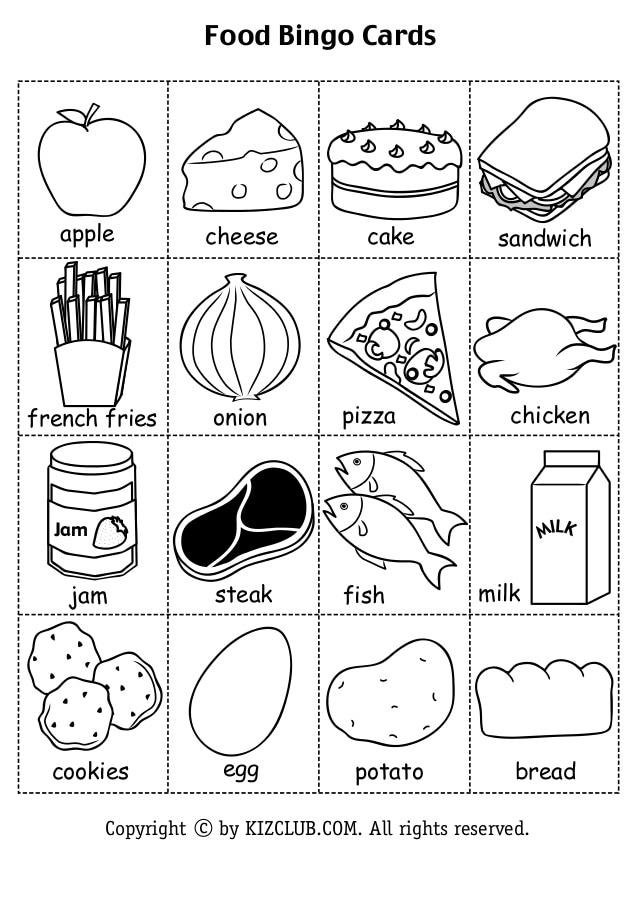 Food Bingo Cards
apple
cheese
cake
sandwich
french fries
onion
pizza
chicken
Jam
jam
steak
fish
MILK
milk
cookies
egg
potato
bread
Copyright © by KIZCLUB.COM. All rights reserved.